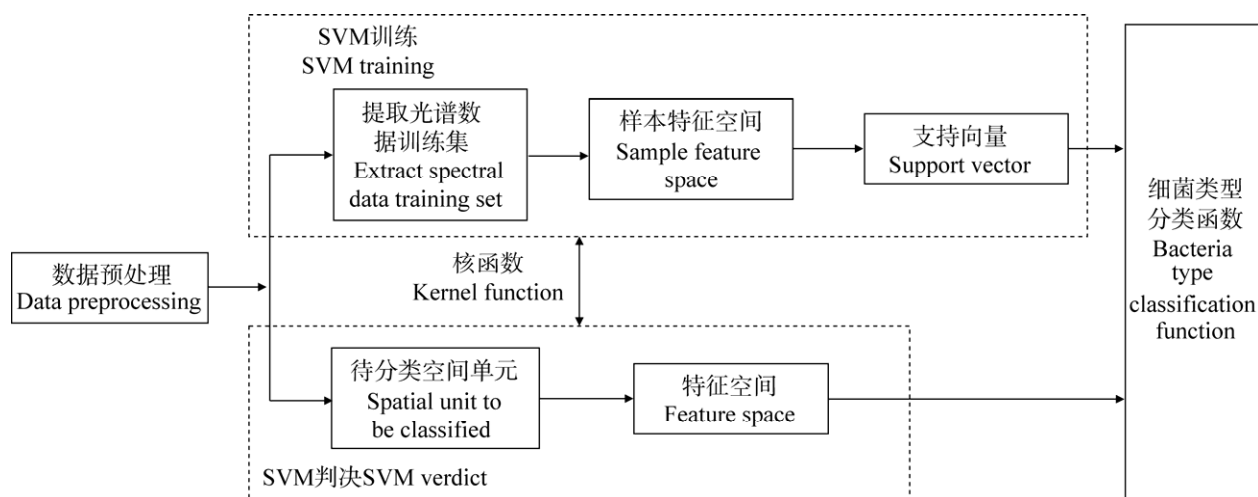 SVM训练
SVM training
提取光谱数
据训练集
Extract spectral
data training set
样本特征空间
Sample feature
space
支持向量
Support vector
细菌类型
分类函数
Bacteria
type
classification
function
数据预处理
Data preprocessing
核函数
Kernel function
待分类空间单元
Spatial unit to
be classified
特征空间
Feature space
SVM判决SVM verdict